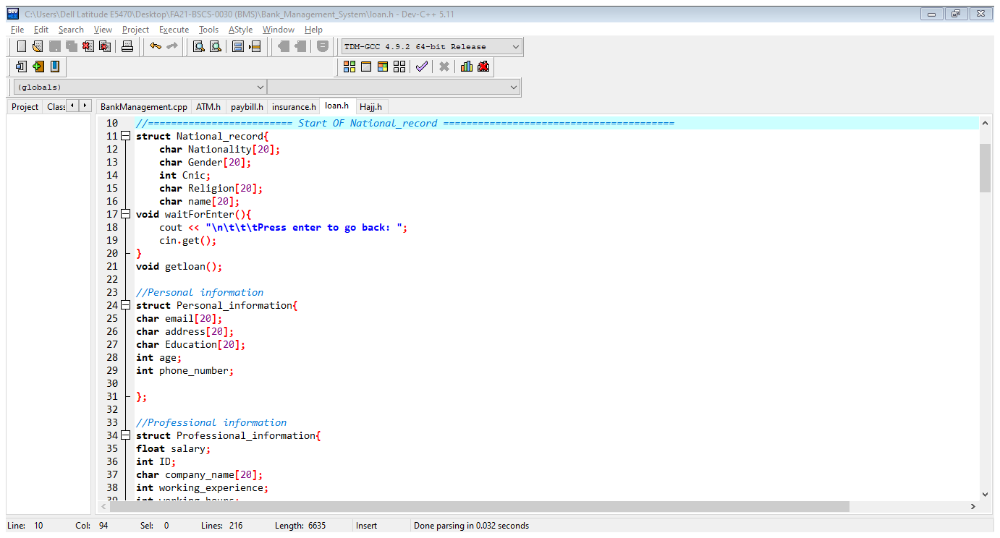 C:\Users\Dell Latitude E5470\Desktop\FA21-BSCS-0030 (BMS)\Bank_Management_System\loan.h - Dev-C++ 5.11
File Edit Search View Project Execute Tools AStyle Window Help
TDM-GCC 4.9.2 64-bit Release
(globals)
Project Clas BankManagement.cpp ATM.h paybill.h insurance.h loan.h Hajj.h
10 //========================= Start OF National_record ========================================
11 struct National_record{
12 char Nationality[20];
13 char Gender[20];
14 int Cnic;
15 char Religion[20];
16 char name[20];
17 void waitForEnter(){
18 cout << "\n\t\t\tPress enter to go back: ";
19 cin.get();
20 }
21 void getloan();
22
23 //Personal information
24 struct Personal_information{
25 char email[20];
26 char address[20];
27 char Education[20];
28 int age;
29 int phone_number;
30
31 };
32
33 //Professional information
34 struct Professional_information{
35 float salary;
36 int ID;
37 char company_name[20];
38 int working_experience;
39 int working_hours;
Line: 10 Col: 94 Sel: 0 Lines: 216 Length: 6635 Insert Done parsing in 0.032 seconds